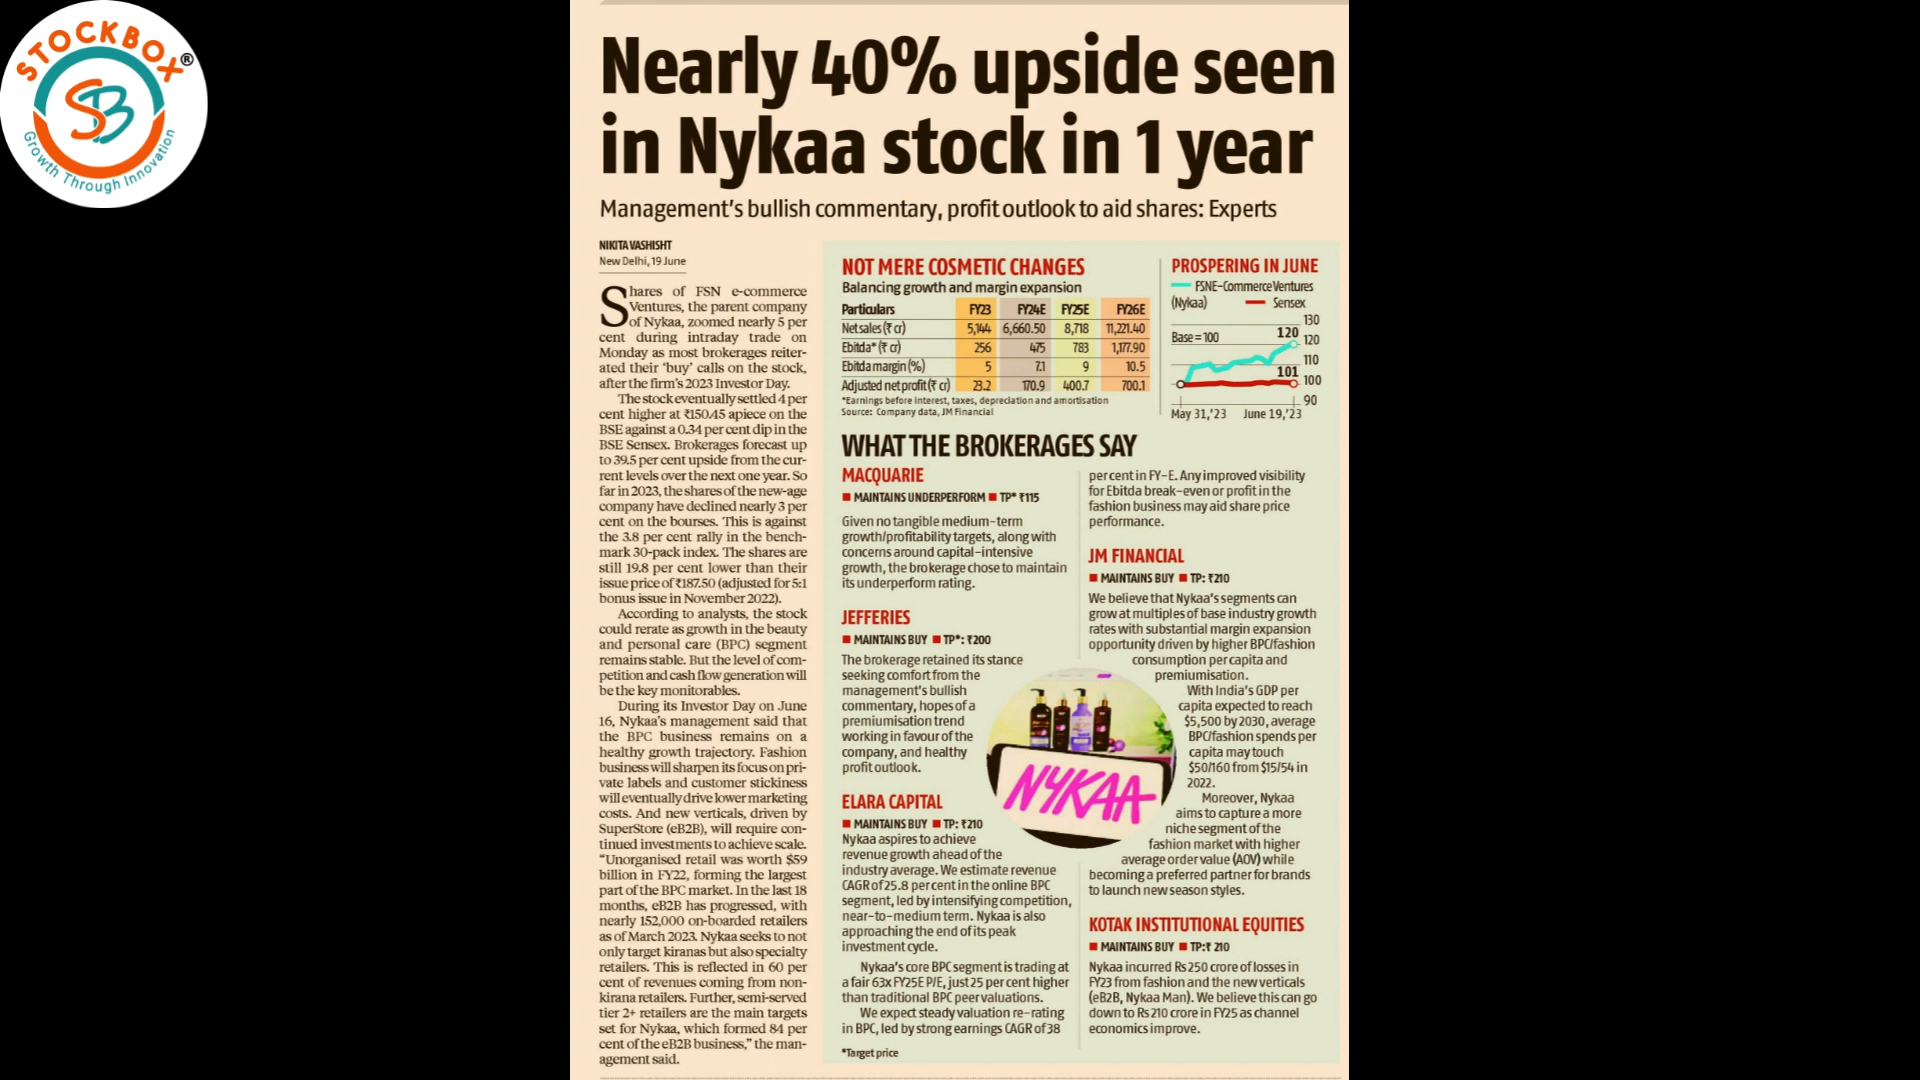 STOCKBOX®
SB
Growth Through Innovation
Nearly 40% upside seen
in Nykaa stock in 1 year
Management's bullish commentary, profit outlook to aid shares: Experts
NIKITA VASHISHT
New Delhi, 19 June
Shares of FSN e-commerce
Ventures, the parent company
of Nykaa, zoomed nearly 5 per
cent during intraday trade on
Monday as most brokerages reiter-
ated their 'buy' calls on the stock,
after the firm's 2023 Investor Day.
The stock eventually settled 4 per
cent higher at ₹150.45 apiece on the
BSE against a 0.34 per cent dip in the
BSE Sensex. Brokerages forecast up
to 39.5 per cent upside from the cur-
rent levels over the next one year. So
far in 2023, the shares of the new-age
company have declined nearly 3 per
cent on the bourses. This is against
the 3.8 per cent rally in the bench-
mark 30-pack index. The shares are
still 19.8 per cent lower than their
issue price of ₹187.50 (adjusted for 5:1
bonus issue in November 2022).
According to analysts, the stock
could rerate as growth in the beauty
and personal care (BPC) segment
remains stable. But the level of com-
petition and cash flow generation will
be the key monitorables.
During its Investor Day on June
16, Nykaa's management said that
the BPC business remains on a
healthy growth trajectory. Fashion
business will sharpen its focus on pri-
vate labels and customer stickiness
will eventually drive lower marketing
costs. And new verticals, driven by
SuperStore (eB2B), will require con-
tinued investments to achieve scale.
"Unorganised retail was worth $59
billion in FY22, forming the largest
part of the BPC market. In the last 18
months, eB2B has progressed, with
nearly 152,000 on-boarded retailers
as of March 2023. Nykaa seeks to not
only target kiranas but also specialty
retailers. This is reflected in 60 per
cent of revenues coming from non-
kirana retailers. Further, semi-served
tier 2+ retailers are the main targets
set for Nykaa, which formed 84 per
cent of the eB2B business," the man-
agement said.
NOT MERE COSMETIC CHANGES
Balancing growth and margin expansion
Particulars FY23 FY24E FY25E FY26E
Net sales (₹ cr) 5,144 6,660.50 8,718 11,221.40
Ebitda* (₹ cr) 256 475 783 1,177.90
Ebitda margin (%) 5 7.1 9 10.5
Adjusted net profit (₹ cr) 23.2 170.9 400.7 700.1
*Earnings before interest, taxes, depreciation and amortisation
Source: Company data, JM Financial
PROSPERING IN JUNE
FSN E-Commerce Ventures
(Nykaa) Sensex
130
Base = 100 120 120
110
101 100
90
May 31,'23 June 19,'23
WHAT THE BROKERAGES SAY
MACQUARIE
MAINTAINS UNDERPERFORM TP* ₹115
Given no tangible medium-term
growth/profitability targets, along with
concerns around capital-intensive
growth, the brokerage chose to maintain
its underperform rating.
JEFFERIES
MAINTAINS BUY TP*: ₹200
The brokerage retained its stance
seeking comfort from the
management's bullish
commentary, hopes of a
premiumisation trend
working in favour of the
company, and healthy
profit outlook.
ELARA CAPITAL
MAINTAINS BUY TP: ₹210
Nykaa aspires to achieve
revenue growth ahead of the
industry average. We estimate revenue
CAGR of 25.8 per cent in the online BPC
segment, led by intensifying competition,
near-to-medium term. Nykaa is also
approaching the end of its peak
investment cycle.
Nykaa's core BPC segment is trading at
a fair 63x FY25E P/E, just 25 per cent higher
than traditional BPC peer valuations.
We expect steady valuation re-rating
in BPC, led by strong earnings CAGR of 38
*Target price
per cent in FY-E. Any improved visibility
for Ebitda break-even or profit in the
fashion business may aid share price
performance.
JM FINANCIAL
MAINTAINS BUY TP: ₹210
We believe that Nykaa's segments can
grow at multiples of base industry growth
rates with substantial margin expansion
opportunity driven by higher BPC/fashion
consumption per capita and
premiumisation.
With India's GDP per
capita expected to reach
$5,500 by 2030, average
BPC/fashion spends per
capita may touch
$50/160 from $15/54 in
2022.
Moreover, Nykaa
aims to capture a more
niche segment of the
fashion market with higher
average order value (AOV) while
becoming a preferred partner for brands
to launch new season styles.
NYKAA
KOTAK INSTITUTIONAL EQUITIES
MAINTAINS BUY TP:₹ 210
Nykaa incurred Rs 250 crore of losses in
FY23 from fashion and the new verticals
(eB2B, Nykaa Man). We believe this can go
down to Rs 210 crore in FY25 as channel
economics improve.